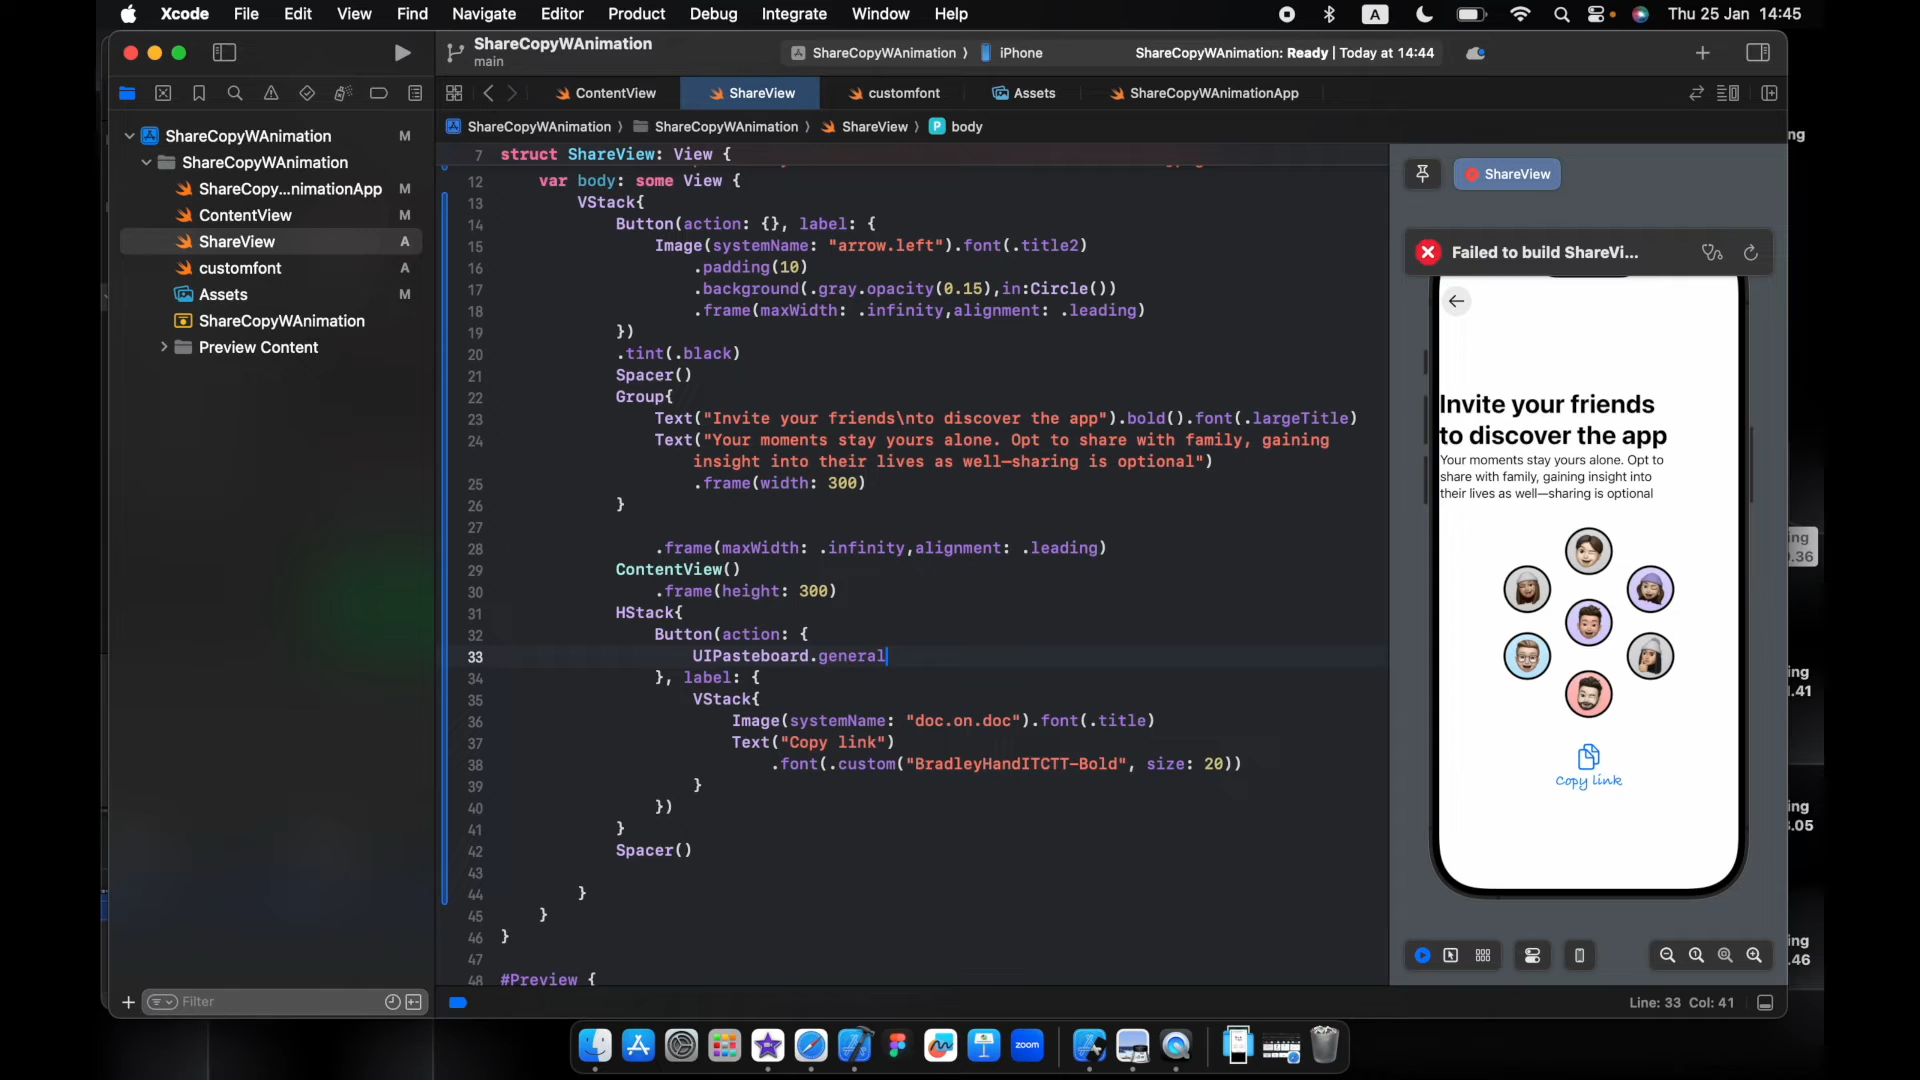 Xcode File Edit View Find Navigate Editor Product Debug Integrate Window Help A Thu 25 Jan 14:45
ShareCopyWAnimation
main
ShareCopyWAnimation ⟩ iPhone
ShareCopyWAnimation: Ready | Today at 14:44
ContentView ShareView customfont Assets ShareCopyWAnimationApp
ShareCopyWAnimation ⟩ ShareCopyWAnimation ⟩ ShareView ⟩ P body
ShareCopyWAnimation M
ShareCopyWAnimation
ShareCopy...nimationApp M
ContentView M
ShareView A
customfont A
Assets M
ShareCopyWAnimation
Preview Content
Filter
7 struct ShareView: View {
12 var body: some View {
13 VStack{
14 Button(action: {}, label: {
15 Image(systemName: "arrow.left").font(.title2)
16 .padding(10)
17 .background(.gray.opacity(0.15),in:Circle())
18 .frame(maxWidth: .infinity,alignment: .leading)
19 })
20 .tint(.black)
21 Spacer()
22 Group{
23 Text("Invite your friends\nto discover the app").bold().font(.largeTitle)
24 Text("Your moments stay yours alone. Opt to share with family, gaining
insight into their lives as well—sharing is optional")
25 .frame(width: 300)
26 }
27
28 .frame(maxWidth: .infinity,alignment: .leading)
29 ContentView()
30 .frame(height: 300)
31 HStack{
32 Button(action: {
33 UIPasteboard.general
34 }, label: {
35 VStack{
36 Image(systemName: "doc.on.doc").font(.title)
37 Text("Copy link")
38 .font(.custom("BradleyHandITCTT-Bold", size: 20))
39 }
40 })
41 }
42 Spacer()
43
44 }
45 }
46 }
47
48 #Preview {
ShareView
Failed to build ShareVi...
Invite your friends
to discover the app
Your moments stay yours alone. Opt to
share with family, gaining insight into
their lives as well—sharing is optional
Copy link
Line: 33 Col: 41
ng
ing
.36
ing
.41
ing
.05
ing
.46
zoom